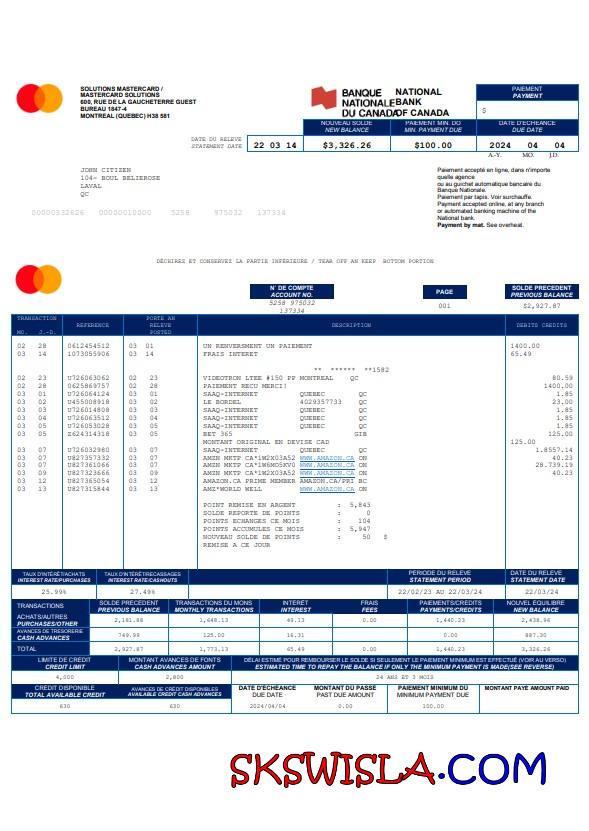 SOLUTIONS MASTERCARD /
MASTERCARD SOLUTIONS
600, RUE DE LA GAUCHETERRE GUEST
BUREAU 1847-4
MONTREAL (QUEBEC) H38 581
BANQUE NATIONALE DU CANADA
NATIONAL BANK OF CANADA
PAIEMENT
PAYMENT
$
NOUVEAU SOLDE
NEW BALANCE
PAIEMENT MIN. DO
MIN. PAYMENT DUE
DATE D'ECHEANCE
DUE DATE
DATE DU RELEVE
STATEMENT DATE
22 03 14 $3,326.26 $100.00 2024 04 04
A.-Y. MO. J.D.
JOHN CITIZEN
104- BOUL BELIEROSE
LAVAL
QC
Paiement accepté en ligne, dans n'importe
quelle agence
ou au guichet automatique bancaire du
Banque Nationale.
Paiement par tapis. Voir surchauffe.
Payment accepted online, at any branch
or automated banking machine of the
National bank.
Payment by mat. See overheat.
00000332626 00000010000 5258 975032 137334
DÉCHIREZ ET CONSERVEZ LA PARTIE INFÉRIEURE / TEAR OFF AN KEEP BOTTOM PORTION
N° DE COMPTE
ACCOUNT NO.
5258 975032
137334
PAGE
001
SOLDE PRECEDENT
PREVIOUS BALANCE
$2,927.87
TRANSACTION
MO. J.-D.
REFERENCE
PORTE AN
RELEVE
POSTED
DESCRIPTION
DEBITS CREDITS
02 28 0612454512 03 01 UN RENVERSMENT UN PAIEMENT 1400.00
03 14 1073055906 03 14 FRAIS INTERET 65.49
** ****** **1582
02 23 U726063062 02 23 VIDEOTRON LTEE #150 PP MONTREAL QC 80.59
02 28 0625869757 02 28 PAIEMENT RECU MERCI! 1400.00
03 01 U726064124 03 01 SAAQ-INTERNET QUEBEC QC 1.85
03 02 U455008918 03 02 LE BORDEL 4029357733 QC 23.00
03 03 U726014808 03 03 SAAQ-INTERNET QUEBEC QC 1.85
03 04 U726063512 03 04 SAAQ-INTERNET QUEBEC QC 1.85
03 05 U726053028 03 05 SAAQ-INTERNET QUEBEC QC 1.85
03 05 E624314318 03 05 BET 365 GIB 125.00
MONTANT ORIGINAL EN DEVISE CAD 125.00
03 07 U726032980 03 07 SAAQ-INTERNET QUEBEC QC 1.8557.14
03 07 U827357332 03 07 AMZN MKTP CA*1W2X03A52 WWW.AMAZON.CA ON 40.23
03 07 U827361066 03 07 AMZN MKTP CA*1W6MO5KV0 WWW.AMAZON.CA ON 28.739.19
03 09 U827323666 03 09 AMZN MKTP CA*1W2X03A52 WWW.AMAZON.CA ON 40.23
03 12 U827365054 03 12 AMAZON.CA PRIME MEMBER AMAZON.CA/PRI BC
03 13 U827315844 03 13 AMZ*WORLD WELL WWW.AMAZON.CA ON
POINT REMISE EN ARGENT : 5,843
SOLDE REPORTE DE POINTS : 0
POINTS ECHANGES CE MOIS : 104
POINTS ACCUMULES CE MOIS : 5,947
NOUVEAU SOLDE DE POINTS : 50 $
REMISE A CE JOUR
TAUX D'INTÉRÊT/ACHATS
INTEREST RATE/PURCHASES
TAUX D'INTÉRÊT/RECASSAGES
INTEREST RATE/CASHOUTS
PERIODE DU RELEVE
STATEMENT PERIOD
DATE DU RELEVE
STATEMENT DATE
25.99% 27.49% 22/02/23 AU 22/03/24 22/03/24
TRANSACTIONS
SOLDE PRECEDENT
PREVIOUS BALANCE
TRANSACTIONS DU MONS
MONTHLY TRANSACTIONS
INTERET
INTEREST
FRAIS
FEES
PAIEMENTS/CREDITS
PAYMENTS/CREDITS
NOUVEL ÉQUILIBRE
NEW BALANCE
ACHATS/AUTRES
PURCHASES/OTHER
2,181.88 1,648.13 49.13 0.00 1,440.23 2,438.96
AVANCES DE TRESORERIE
CASH ADVANCES
749.99 125.00 16.31 0.00 887.30
TOTAL 2,927.87 1,773.13 65.49 0.00 1,440.23 3,326.26
LIMITE DE CRÉDIT
CREDIT LIMIT
MONTANT AVANCES DE FONTS
CASH ADVANCES AMOUNT
DÉLAI ESTIMÉ POUR REMBOURSER LE SOLDE SI SEULEMENT LE PAIEMENT MINIMUM EST EFFECTUÉ (VOIR AU VERSO)
ESTIMATED TIME TO REPAY THE BALANCE IF ONLY THE MINIMUM PAYMENT IS MADE(SEE REVERSE)
4,000 2,800 24 ANS ET 3 MOIS
CREDIT DISPONIBLE
TOTAL AVAILABLE CREDIT
AVANCES DE CRÉDIT DISPONIBLES
AVAILABLE CREDIT CASH ADVANCES
DATE D'ÉCHÉANCE
DUE DATE
MONTANT DU PASSÉ
PAST DUE AMOUNT
PAIEMENT MINIMUM DU
MINIMUM PAYMENT DUE
MONTANT PAYÉ AMOUNT PAID
630 630 2024/04/04 0.00 100.00
SKSWISLA.COM